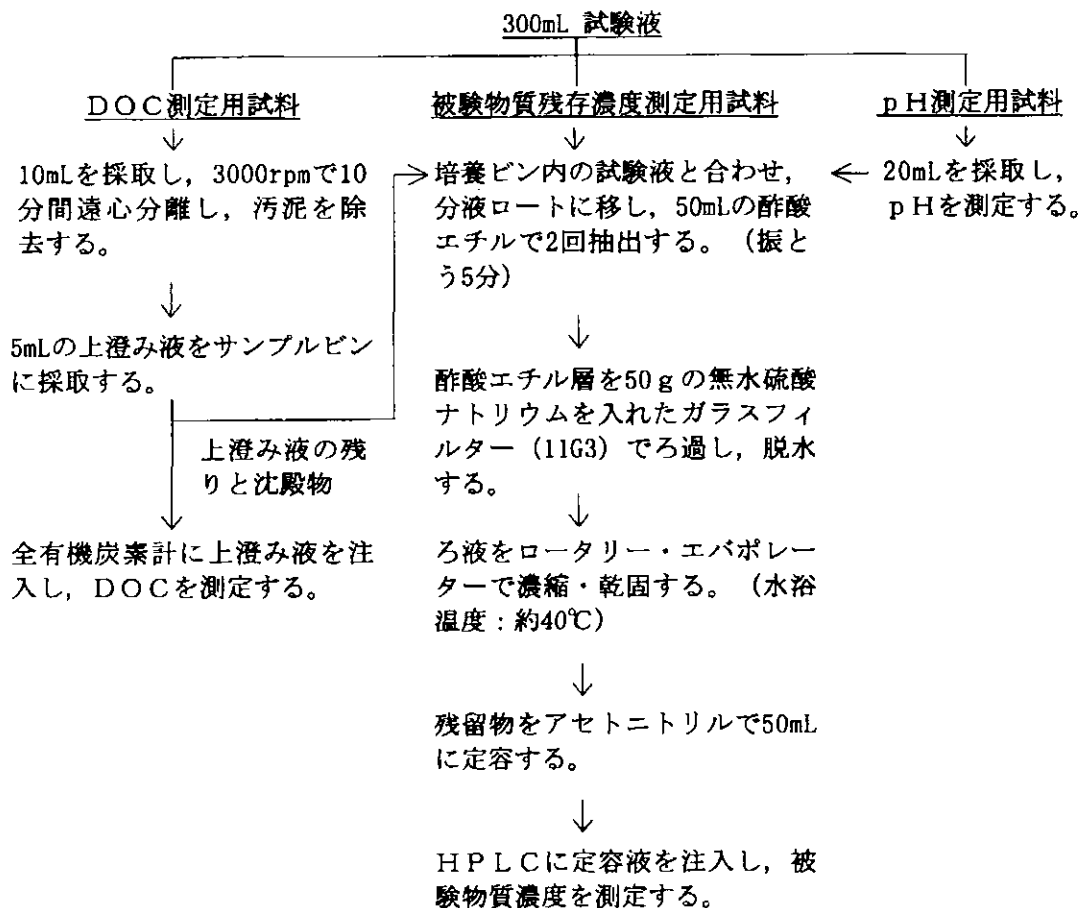 300mL 試験液
DOC測定用試料
10mLを採取し，3000rpmで10
分間遠心分離し，汚泥を除
去する。
5mLの上澄み液をサンプルビン
に採取する。
上澄み液の残
りと沈殿物
全有機炭素計に上澄み液を注
入し，DOCを測定する。
被験物質残存濃度測定用試料
培養ビン内の試験液と合わせ，
分液ロートに移し，50mLの酢酸
エチルで2回抽出する。（振と
う5分）
酢酸エチル層を50gの無水硫酸
ナトリウムを入れたガラスフィ
ルター（11G3）でろ過し，脱水
する。
ろ液をロータリー・エバポレー
ターで濃縮・乾固する。（水浴
温度：約40℃）
残留物をアセトニトリルで50mL
に定容する。
HPLCに定容液を注入し，被
験物質濃度を測定する。
pH測定用試料
20mLを採取し，
pHを測定する。